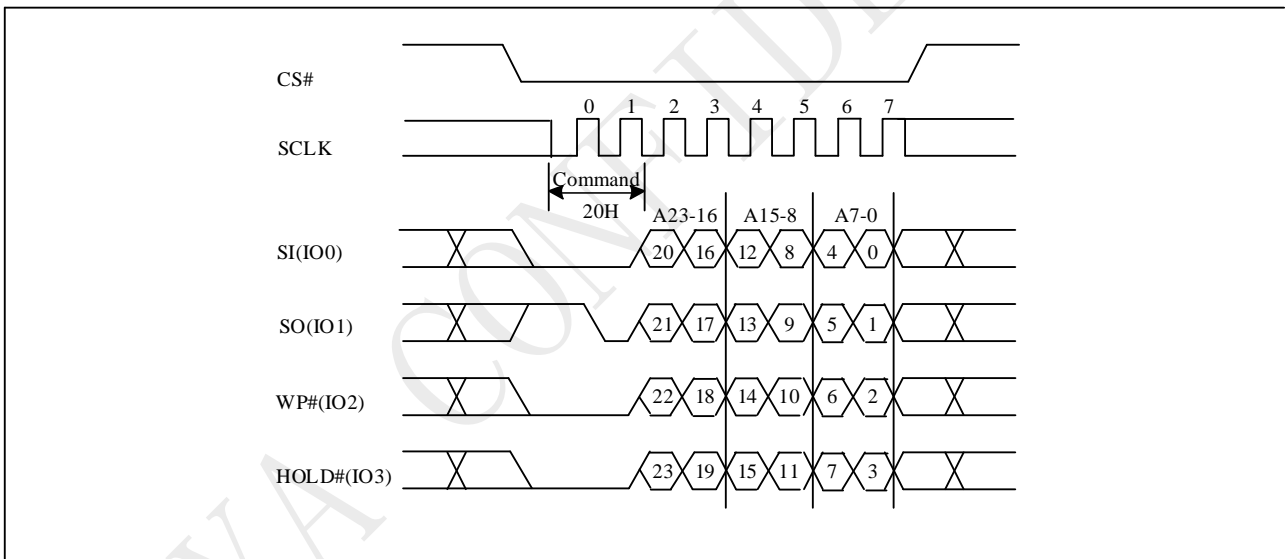 CS#
0 1 2 3 4 5 6 7
SCLK
Command
20H
A23-16 A15-8 A7-0
SI(IO0) 20 16 12 8 4 0
SO(IO1) 21 17 13 9 5 1
WP#(IO2) 22 18 14 10 6 2
HOLD#(IO3) 23 19 15 11 7 3